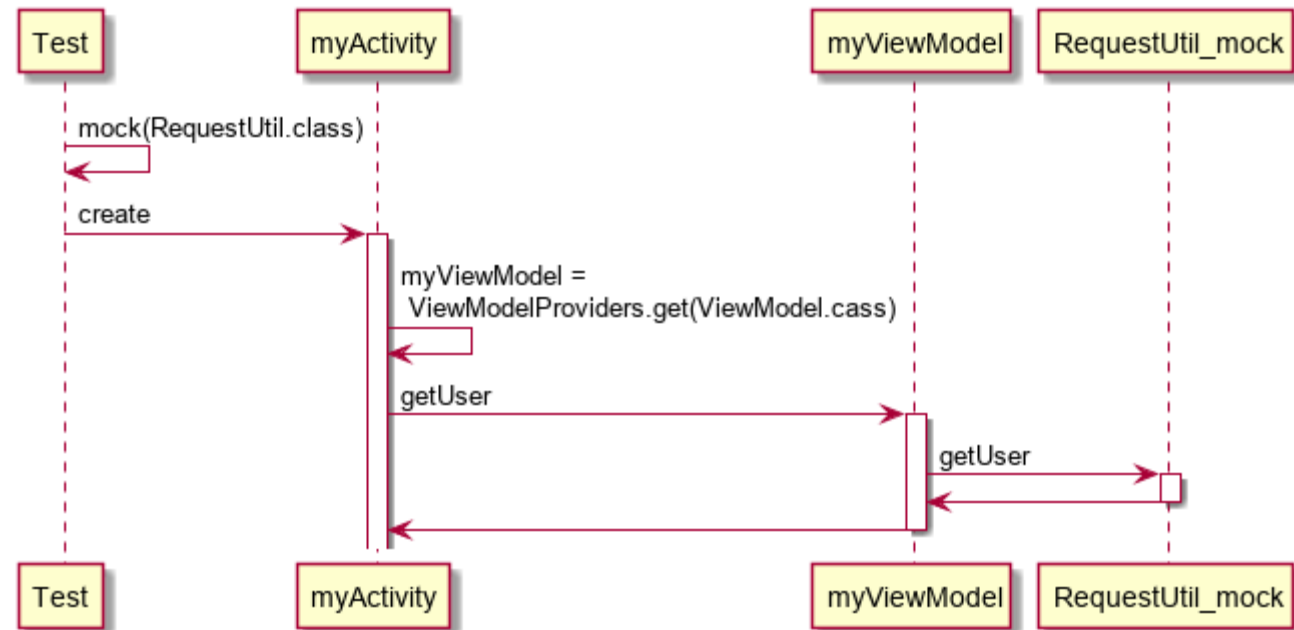 Test
myActivity
myViewModel
RequestUtil_mock
mock(RequestUtil.class)
create
myViewModel =
ViewModelProviders.get(ViewModel.cass)
getUser
getUser
Test
myActivity
myViewModel
RequestUtil_mock